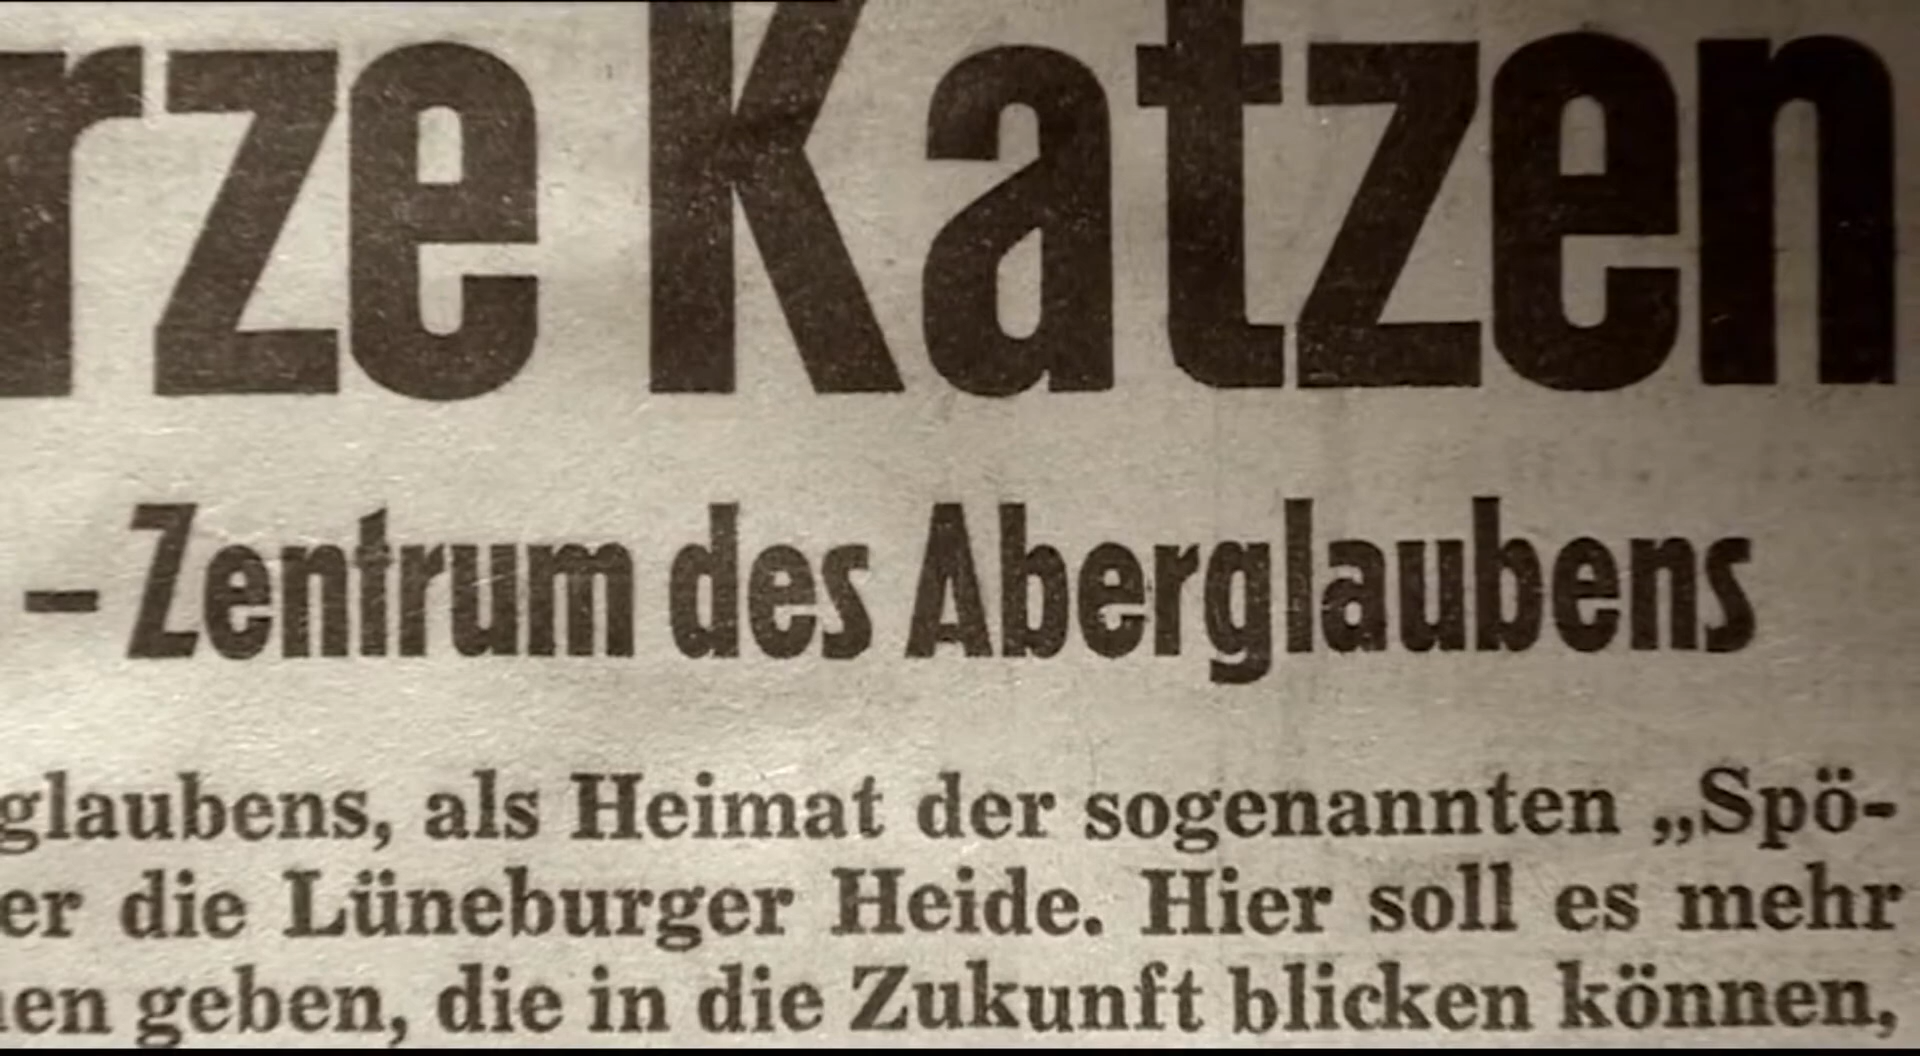 rze Katzen
– Zentrum des Aberglaubens
glaubens, als Heimat der sogenannten „Spö-
er die Lüneburger Heide. Hier soll es mehr
en geben, die in die Zukunft blicken können,